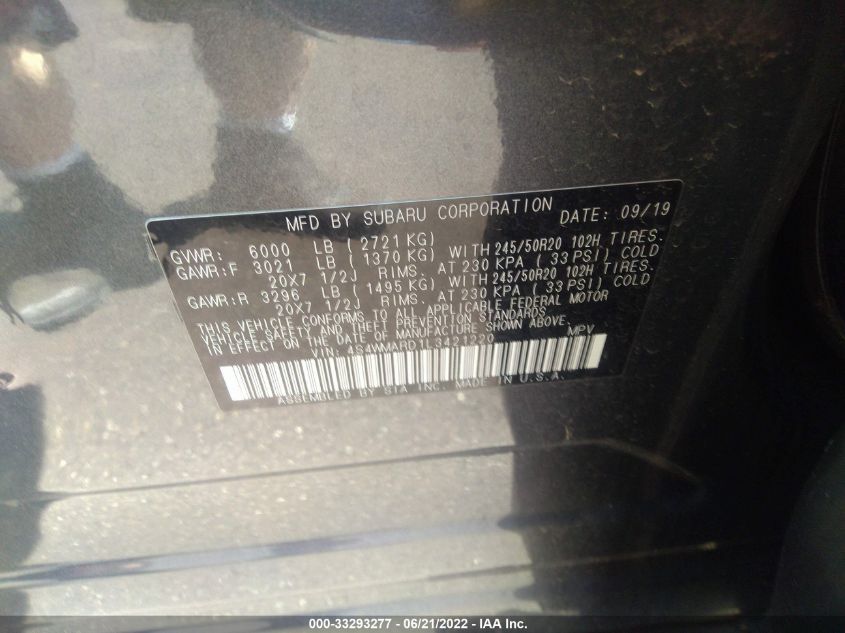 MFD BY SUBARU CORPORATION DATE: 09/19
GVWR: 6000 LB ( 2721 KG)
GAWR:F 3021 LB ( 1370 KG) WITH 245/50R20 102H TIRES.
20X7 1/2J RIMS. AT 230 KPA ( 33 PSI) COLD
GAWR:R 3296 LB ( 1495 KG) WITH 245/50R20 102H TIRES.
20X7 1/2J RIMS. AT 230 KPA ( 33 PSI) COLD
THIS VEHICLE CONFORMS TO ALL APPLICABLE FEDERAL MOTOR
VEHICLE SAFETY AND THEFT PREVENTION STANDARDS
IN EFFECT ON THE DATE OF MANUFACTURE SHOWN ABOVE.
VIN: 4S4WMARD1L3421220 MPV
ASSEMBLED BY SIA INC. MADE IN U.S.A.
000-33293277 - 06/21/2022 - IAA Inc.